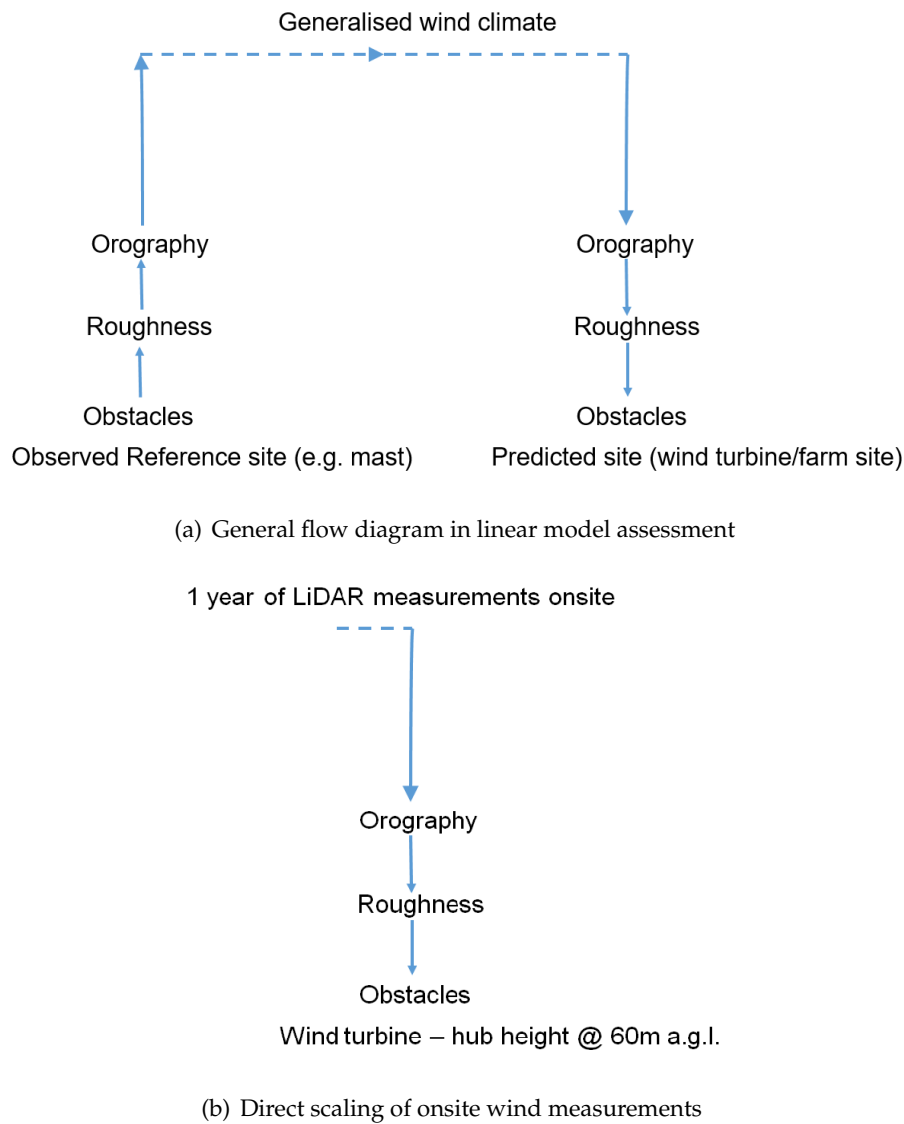 Generalised wind climate
Orography Orography
Roughness Roughness
Obstacles Obstacles
Observed Reference site (e.g. mast) Predicted site (wind turbine/farm site)
(a) General flow diagram in linear model assessment
1 year of LiDAR measurements onsite
Orography
Roughness
Obstacles
Wind turbine – hub height @ 60m a.g.l.
(b) Direct scaling of onsite wind measurements